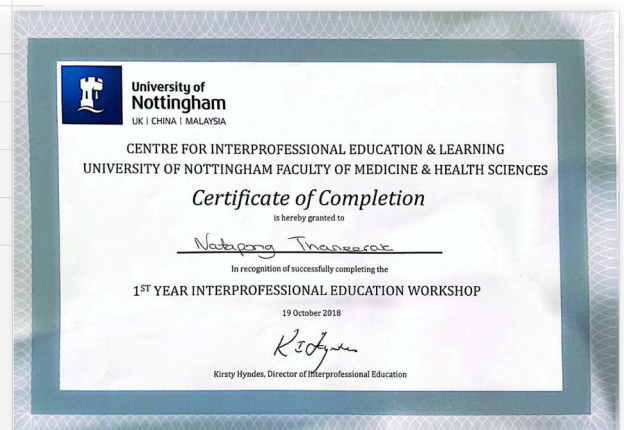 University of
Nottingham
UK | CHINA | MALAYSIA
CENTRE FOR INTERPROFESSIONAL EDUCATION & LEARNING
UNIVERSITY OF NOTTINGHAM FACULTY OF MEDICINE & HEALTH SCIENCES
Certificate of Completion
is hereby granted to
Natapong Thaneerat
In recognition of successfully completing the
1ST YEAR INTERPROFESSIONAL EDUCATION WORKSHOP
19 October 2018
K I Hyndes
Kirsty Hyndes, Director of Interprofessional Education